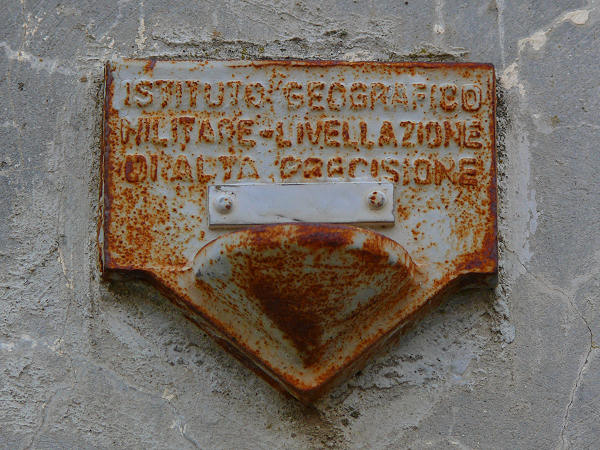 ISTITUTO GEOGRAFICO
MILITARE-LIVELLAZIONE
DI ALTA PRECISIONE